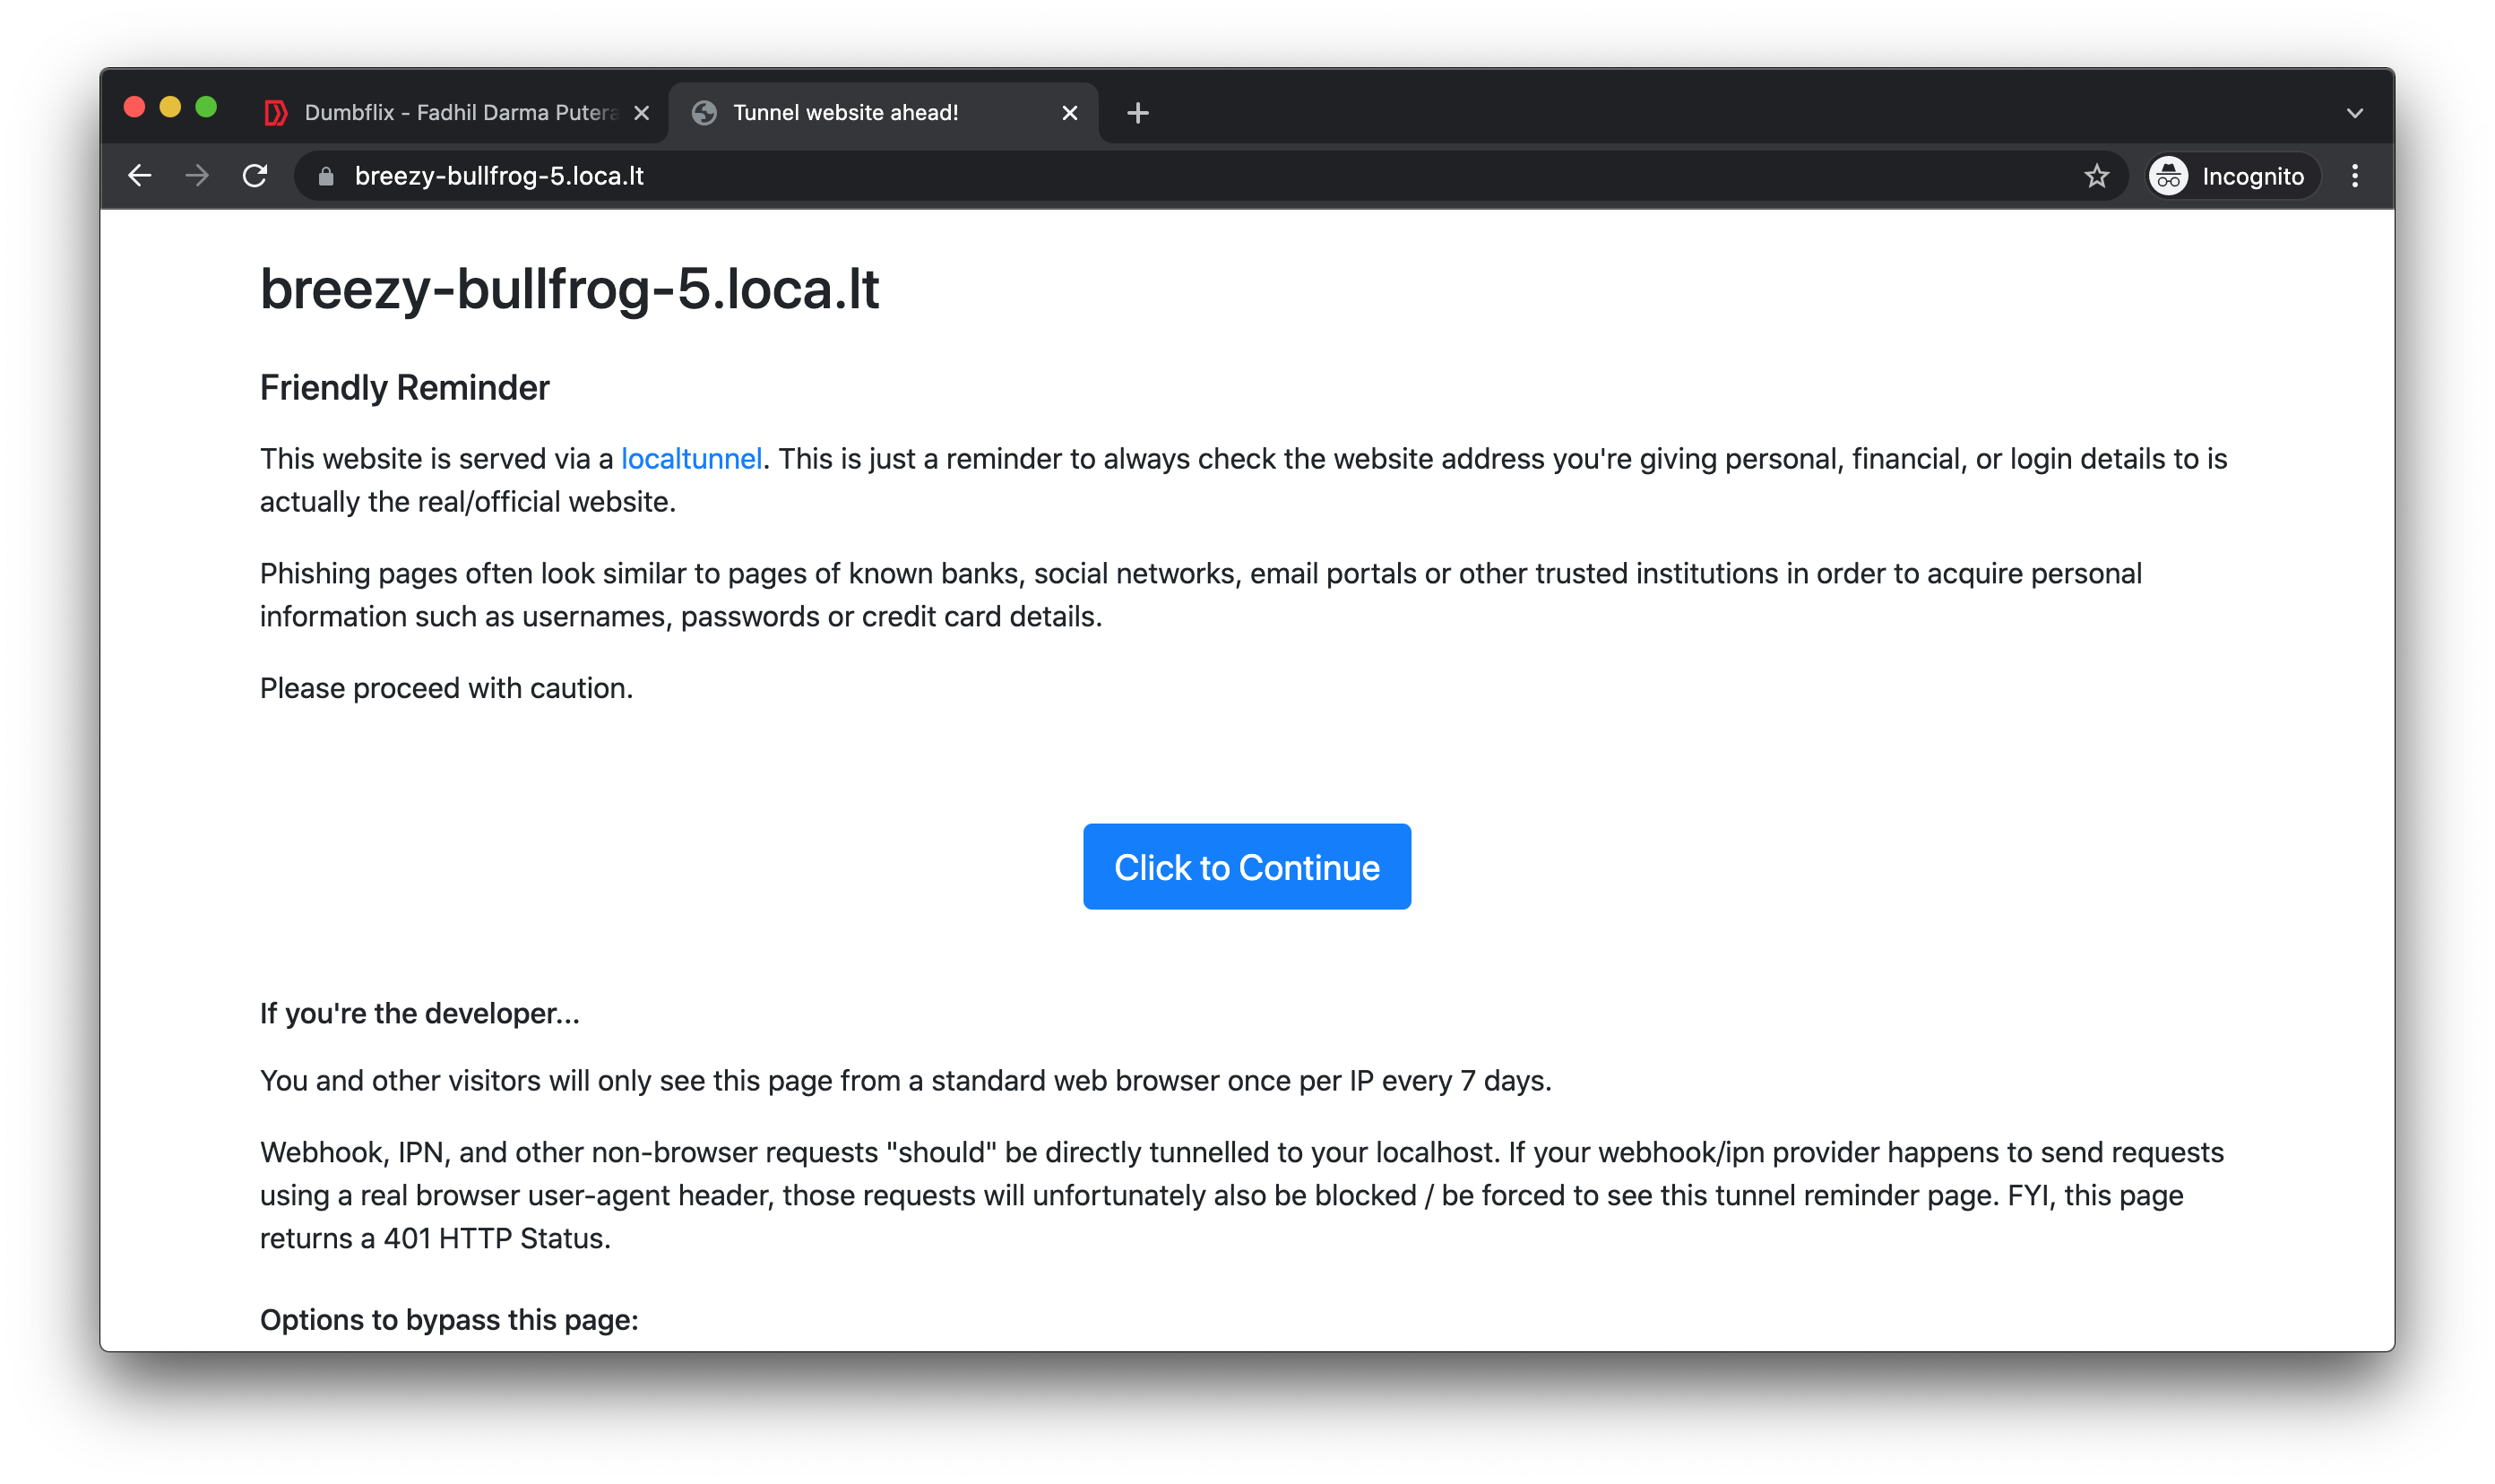 Dumbflix - Fadhil Darma Putera
Tunnel website ahead!
breezy-bullfrog-5.loca.lt
Incognito
breezy-bullfrog-5.loca.lt
Friendly Reminder
This website is served via a localtunnel. This is just a reminder to always check the website address you're giving personal, financial, or login details to is
actually the real/official website.
Phishing pages often look similar to pages of known banks, social networks, email portals or other trusted institutions in order to acquire personal
information such as usernames, passwords or credit card details.
Please proceed with caution.
Click to Continue
If you're the developer...
You and other visitors will only see this page from a standard web browser once per IP every 7 days.
Webhook, IPN, and other non-browser requests "should" be directly tunnelled to your localhost. If your webhook/ipn provider happens to send requests
using a real browser user-agent header, those requests will unfortunately also be blocked / be forced to see this tunnel reminder page. FYI, this page
returns a 401 HTTP Status.
Options to bypass this page: